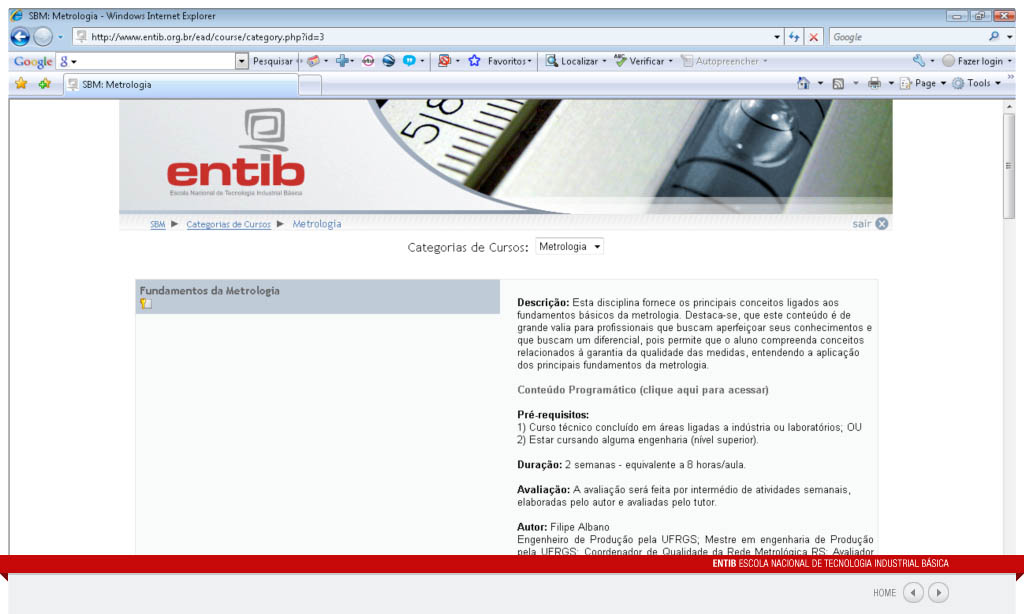 SBM: Metrologia - Windows Internet Explorer
http://www.entib.org.br/ead/course/category.php?id=3
Google
Google
Pesquisar
Favoritos
Localizar
Verificar
Autopreencher
Fazer login
SBM: Metrologia
Page
Tools
5|8
entib
Escola Nacional de Tecnologia Industrial Básica
SBM ► Categorias de Cursos ► Metrologia
sair
Categorias de Cursos: Metrologia
Fundamentos da Metrologia
Descrição: Esta disciplina fornece os principais conceitos ligados aos
fundamentos básicos da metrologia. Destaca-se, que este conteúdo é de
grande valia para profissionais que buscam aperfeiçoar seus conhecimentos e
que buscam um diferencial, pois permite que o aluno compreenda conceitos
relacionados à garantia da qualidade das medidas, entendendo a aplicação
dos principais fundamentos da metrologia.
Conteúdo Programático (clique aqui para acessar)
Pré-requisitos:
1) Curso técnico concluído em áreas ligadas a indústria ou laboratórios; OU
2) Estar cursando alguma engenharia (nível superior).
Duração: 2 semanas - equivalente a 8 horas/aula.
Avaliação: A avaliação será feita por intermédio de atividades semanais,
elaboradas pelo autor e avaliadas pelo tutor.
Autor: Filipe Albano
Engenheiro de Produção pela UFRGS; Mestre em engenharia de Produção
pela UFRGS; Coordenador de Qualidade da Rede Metrológica RS; Avaliador
ENTIB ESCOLA NACIONAL DE TECNOLOGIA INDUSTRIAL BÁSICA
HOME